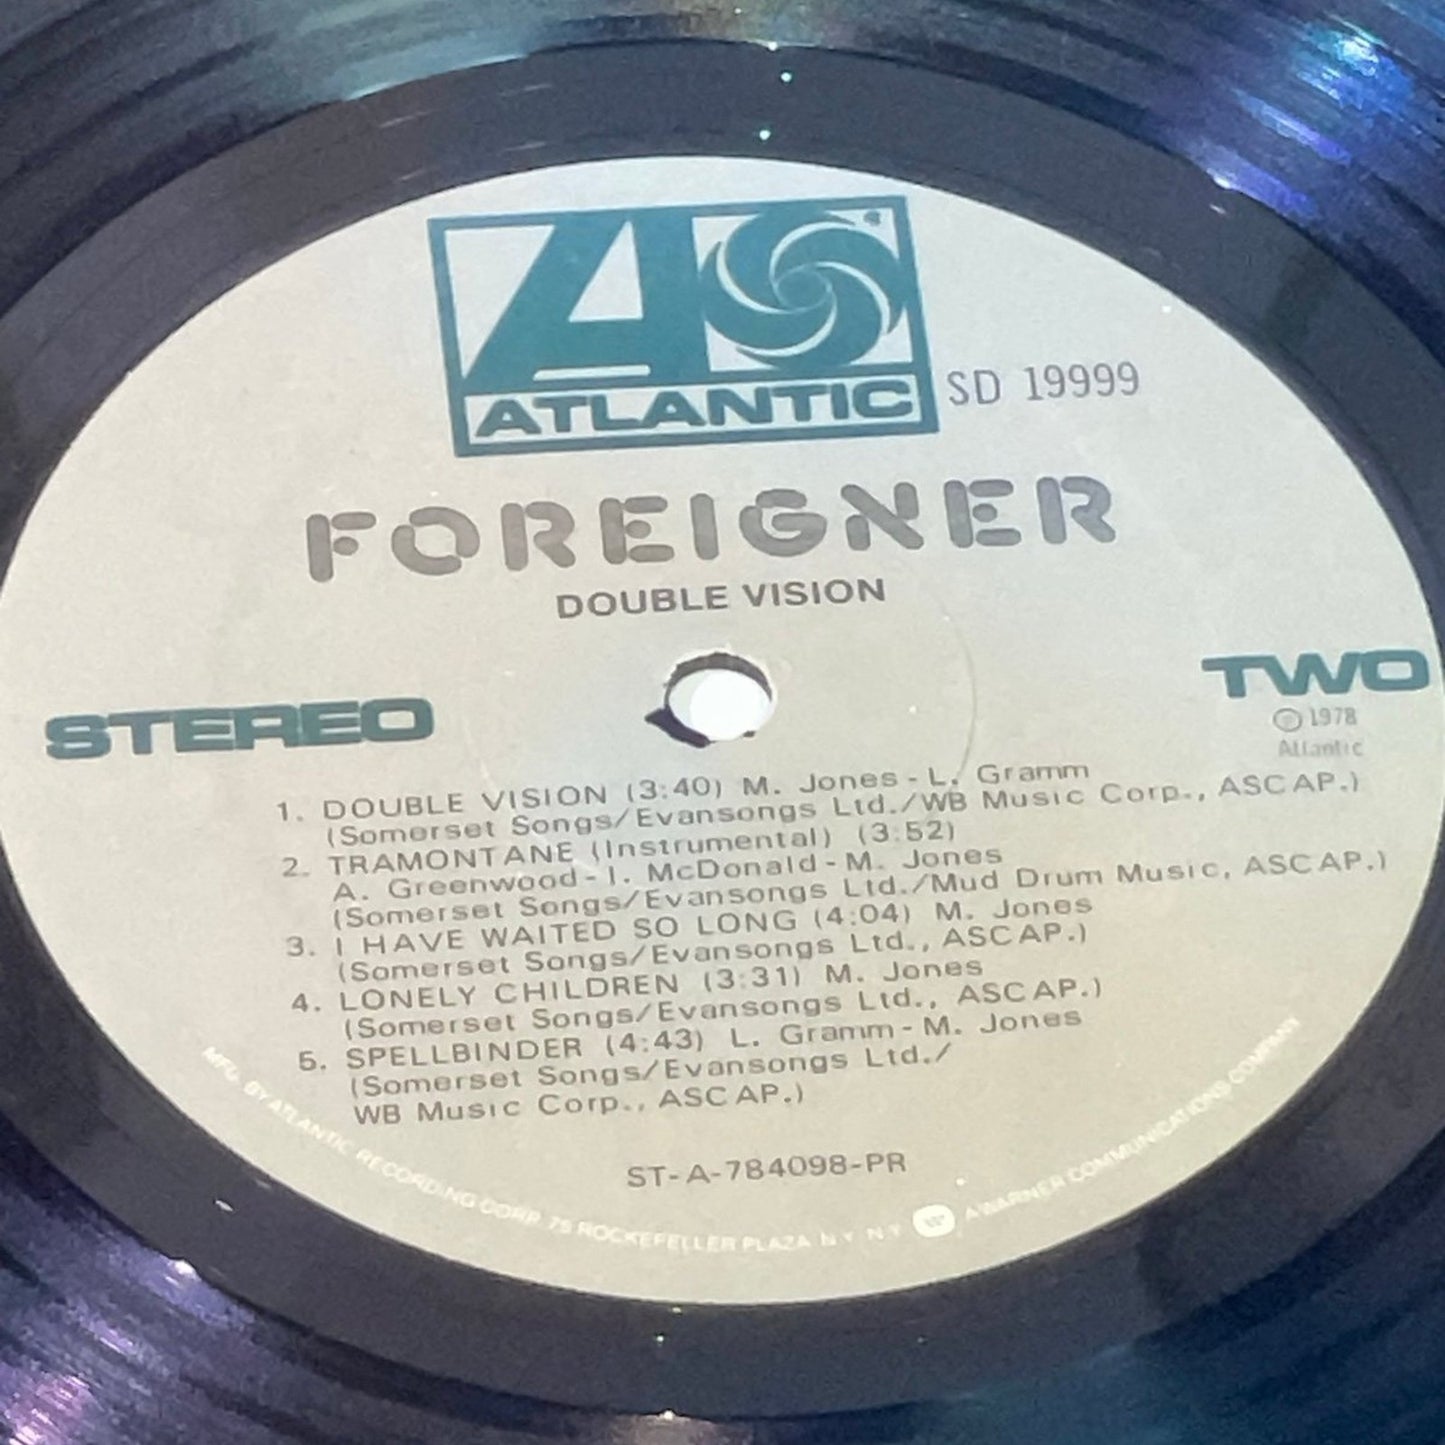 ATLANTIC
SD 19999
FOREIGNER
DOUBLE VISION
STEREO
TWO
℗ 1978
Atlantic
1. DOUBLE VISION (3:40) M. Jones - L. Gramm
(Somerset Songs/Evansongs Ltd./WB Music Corp., ASCAP.)
2. TRAMONTANE (Instrumental) (3:52)
A. Greenwood - I. McDonald - M. Jones
(Somerset Songs/Evansongs Ltd./Mud Drum Music, ASCAP.)
3. I HAVE WAITED SO LONG (4:04) M. Jones
(Somerset Songs/Evansongs Ltd., ASCAP.)
4. LONELY CHILDREN (3:31) M. Jones
(Somerset Songs/Evansongs Ltd., ASCAP.)
5. SPELLBINDER (4:43) L. Gramm - M. Jones
(Somerset Songs/Evansongs Ltd./
WB Music Corp., ASCAP.)
ST-A-784098-PR
MFG. BY ATLANTIC RECORDING CORP. 75 ROCKEFELLER PLAZA N Y N Y A WARNER COMMUNICATIONS COMPANY